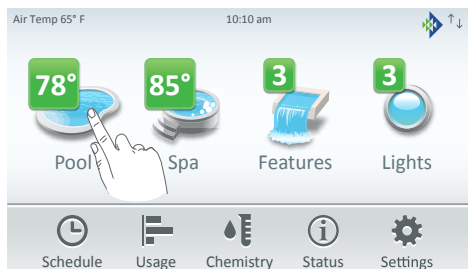 Air Temp 65° F 10:10 am
78° 85° 3 3
Pool Spa Features Lights
Schedule Usage Chemistry Status Settings